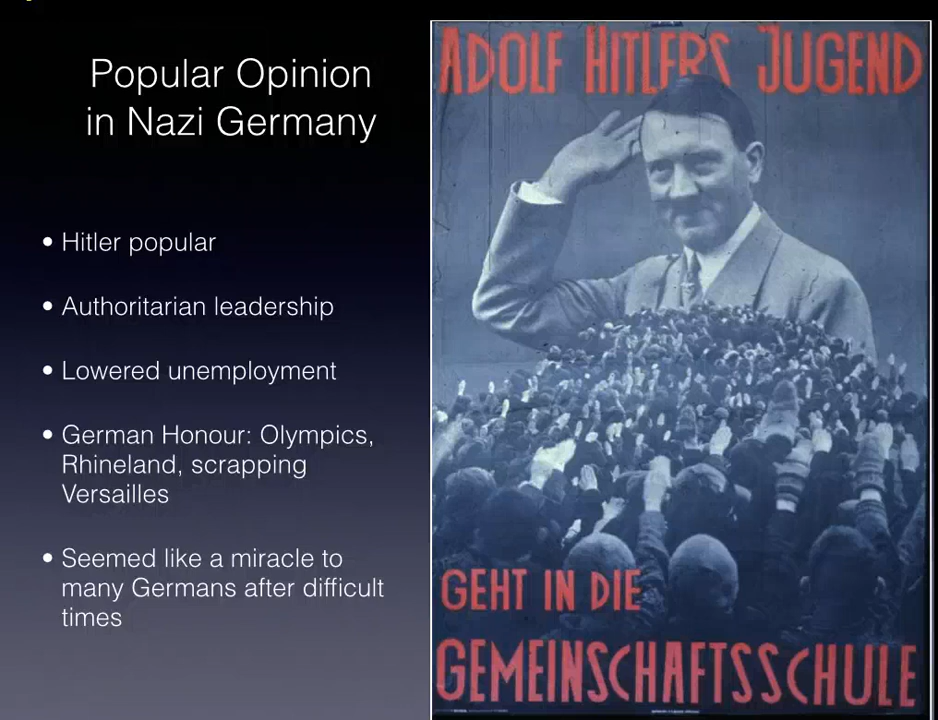 Popular Opinion
in Nazi Germany
• Hitler popular
• Authoritarian leadership
• Lowered unemployment
• German Honour: Olympics,
Rhineland, scrapping
Versailles
• Seemed like a miracle to
many Germans after difficult
times
ADOLF HITLERS JUGEND
GEHT IN DIE
GEMEINSCHAFTSSCHULE